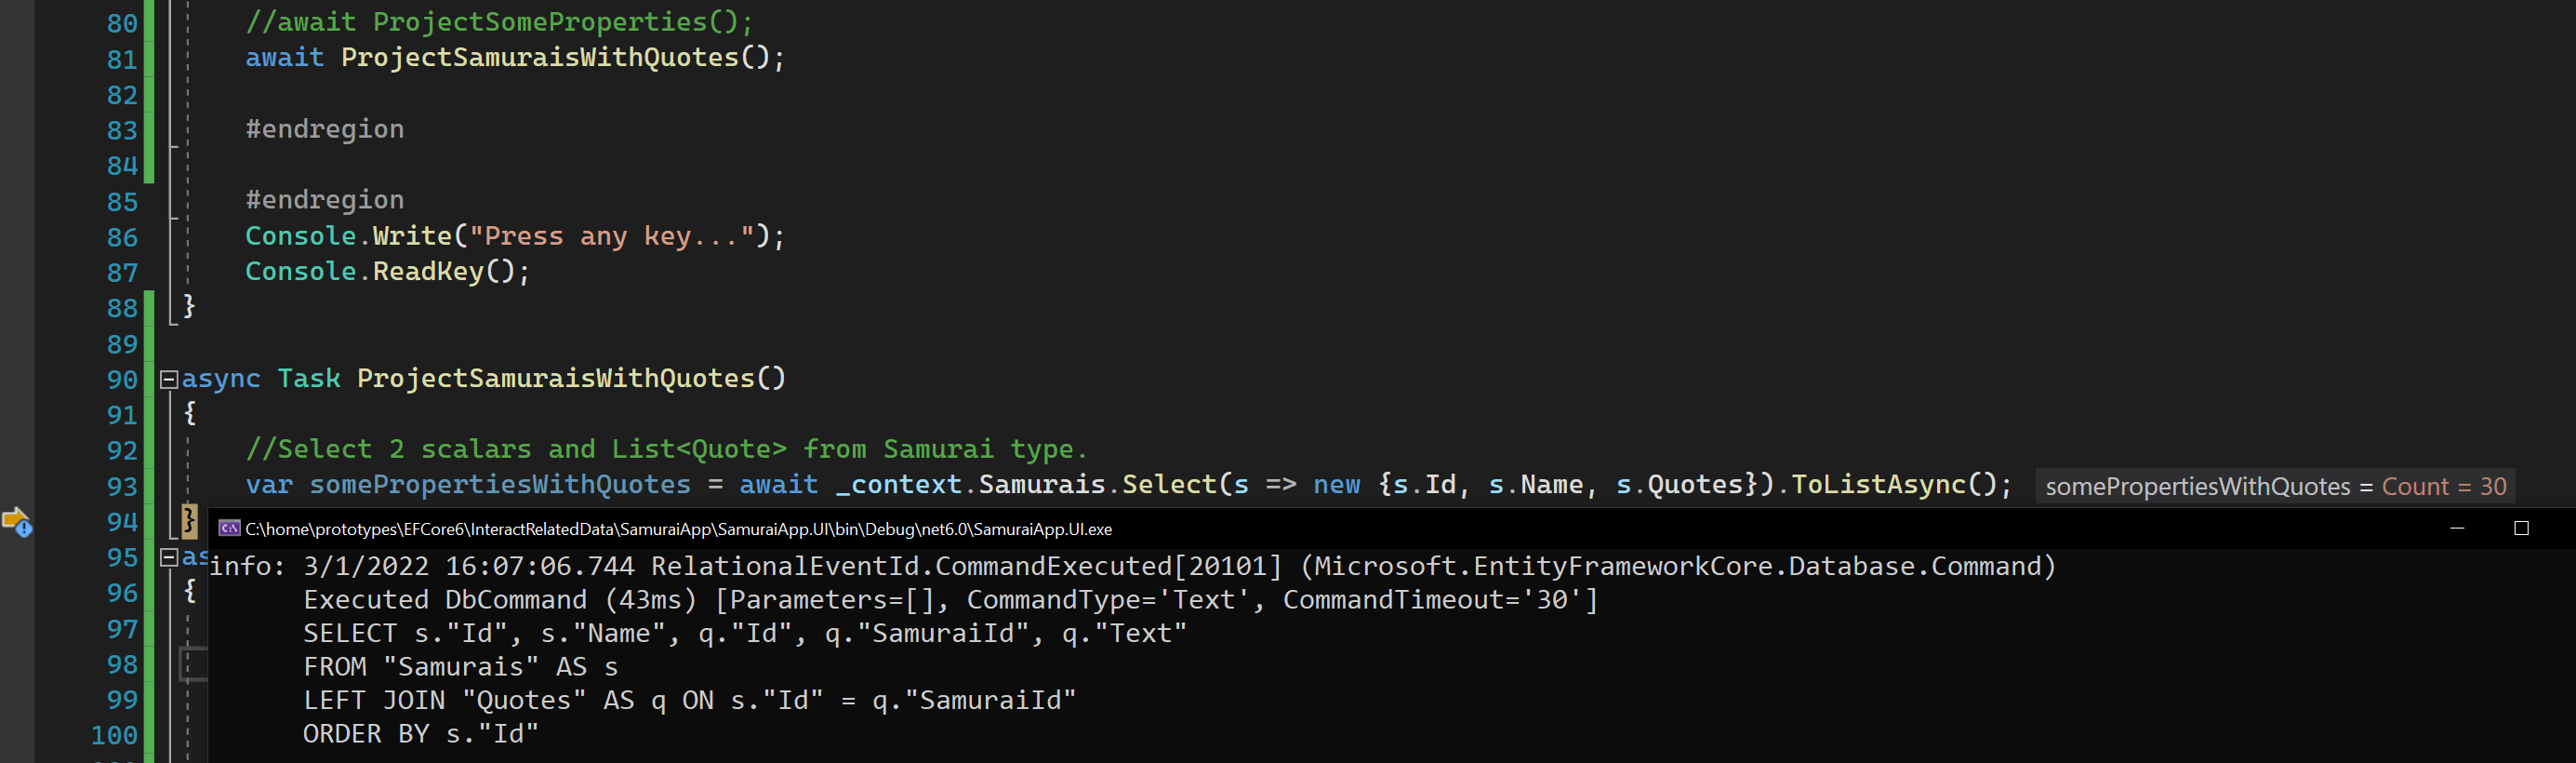 80 //await ProjectSomeProperties();
81 await ProjectSamuraisWithQuotes();
82
83 #endregion
84
85 #endregion
86 Console.Write("Press any key...");
87 Console.ReadKey();
88 }
89
90 async Task ProjectSamuraisWithQuotes()
91 {
92 //Select 2 scalars and List<Quote> from Samurai type.
93 var somePropertiesWithQuotes = await _context.Samurais.Select(s => new {s.Id, s.Name, s.Quotes}).ToListAsync(); somePropertiesWithQuotes = Count = 30
94 } C:\home\prototypes\EFCore6\InteractRelatedData\SamuraiApp\SamuraiApp.UI\bin\Debug\net6.0\SamuraiApp.UI.exe
95 as info: 3/1/2022 16:07:06.744 RelationalEventId.CommandExecuted[20101] (Microsoft.EntityFrameworkCore.Database.Command)
96 { Executed DbCommand (43ms) [Parameters=[], CommandType='Text', CommandTimeout='30']
97 SELECT s."Id", s."Name", q."Id", q."SamuraiId", q."Text"
98 FROM "Samurais" AS s
99 LEFT JOIN "Quotes" AS q ON s."Id" = q."SamuraiId"
100 ORDER BY s."Id"